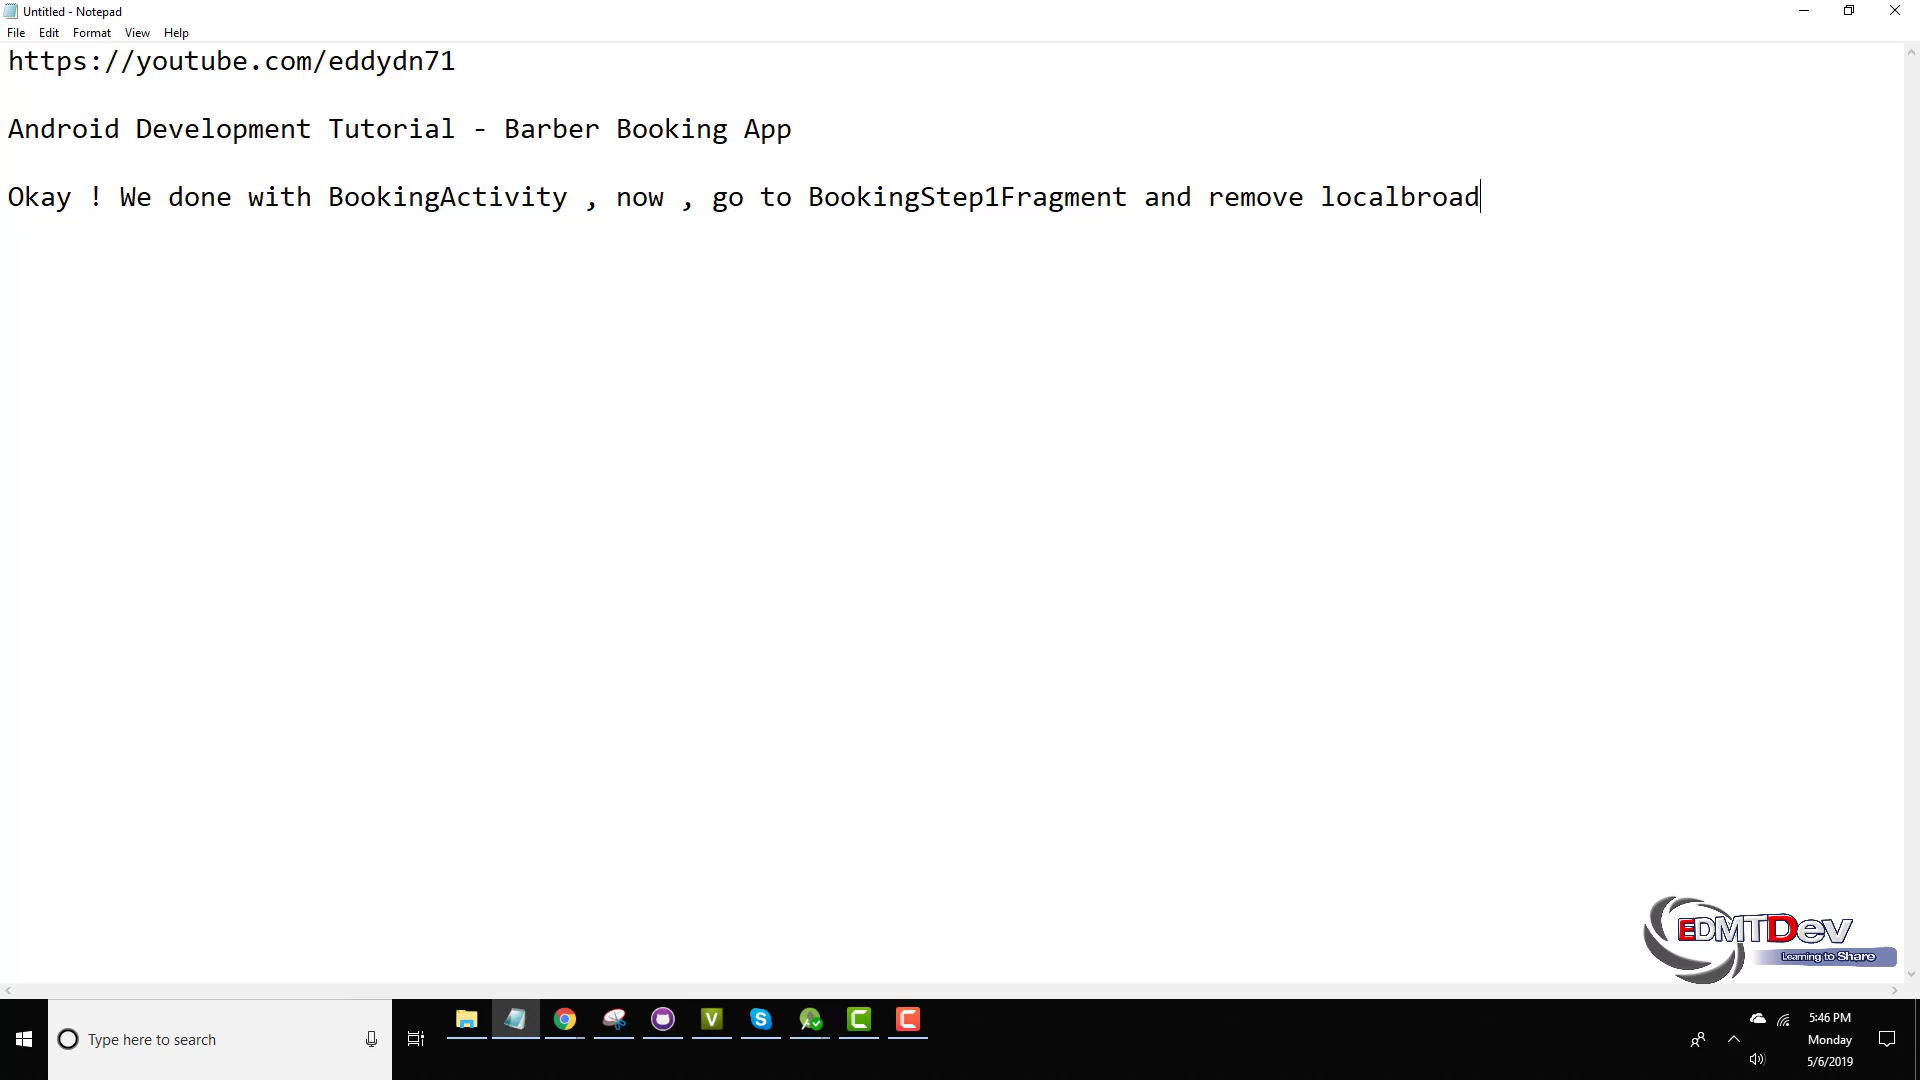 Untitled - Notepad
File Edit Format View Help
https://youtube.com/eddydn71
Android Development Tutorial - Barber Booking App
Okay ! We done with BookingActivity , now , go to BookingStep1Fragment and remove localbroad
EDMTDev
Learning to Share
Type here to search
5:46 PM
Monday
5/6/2019